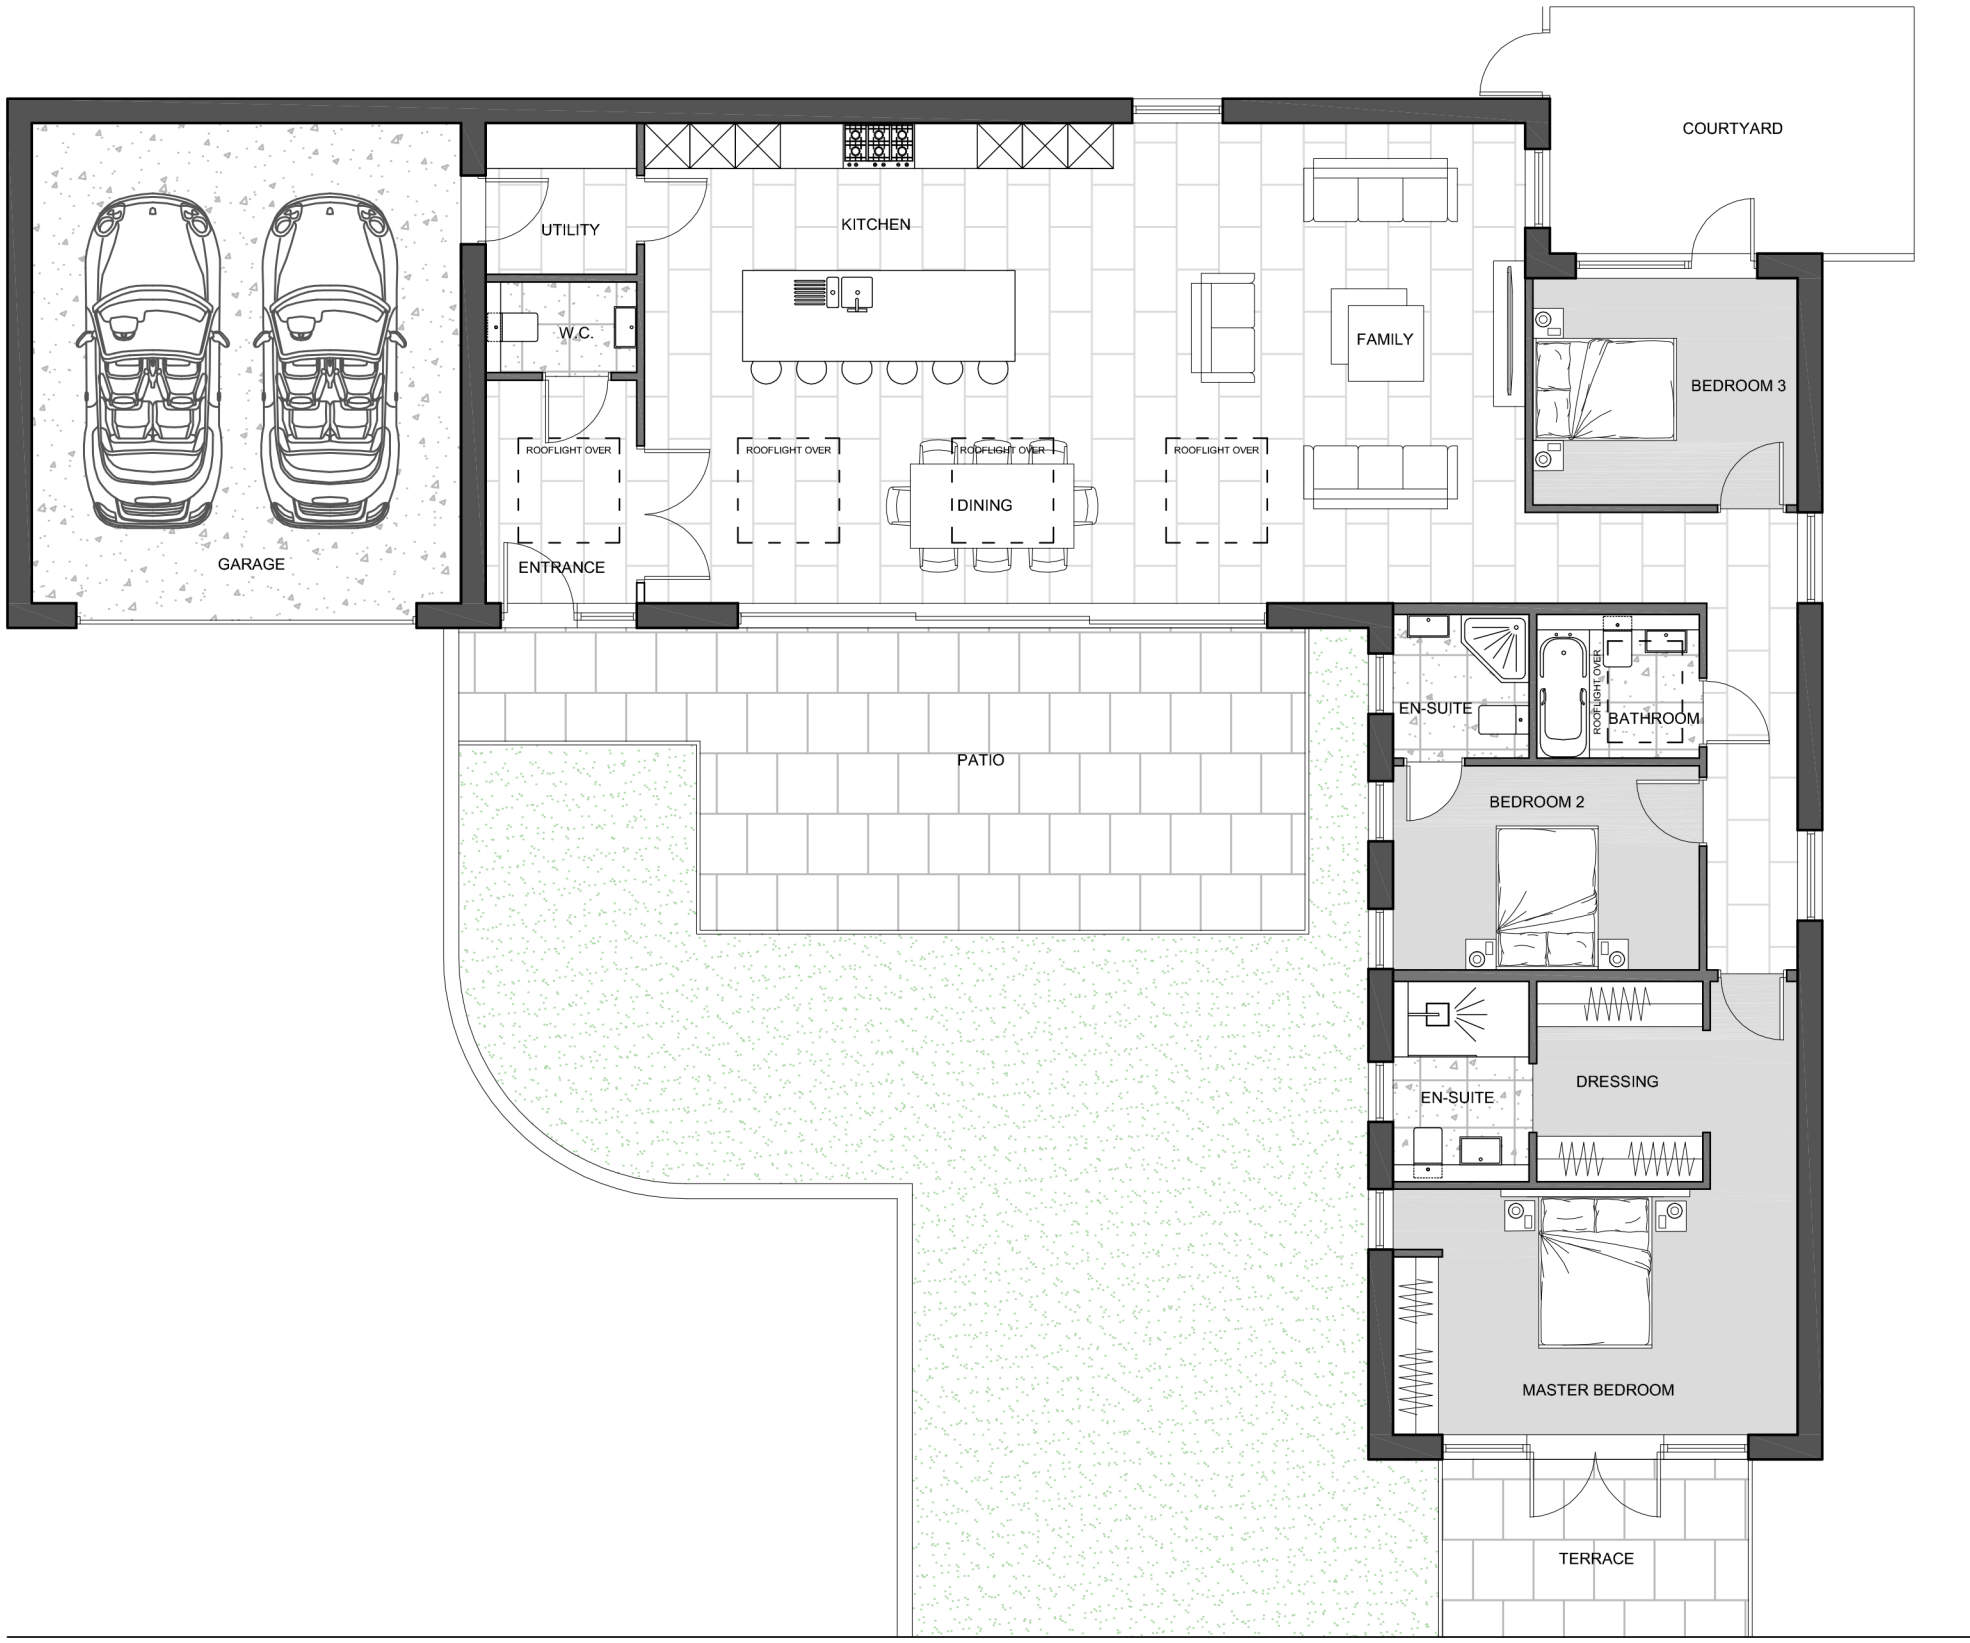 COURTYARD
KITCHEN
UTILITY
W.C.
FAMILY
BEDROOM 3
ROOFLIGHT OVER
ROOFLIGHT OVER
ROOFLIGHT OVER
ROOFLIGHT OVER
DINING
GARAGE
ENTRANCE
ROOFLIGHT OVER
EN-SUITE
BATHROOM
PATIO
BEDROOM 2
DRESSING
EN-SUITE
MASTER BEDROOM
TERRACE